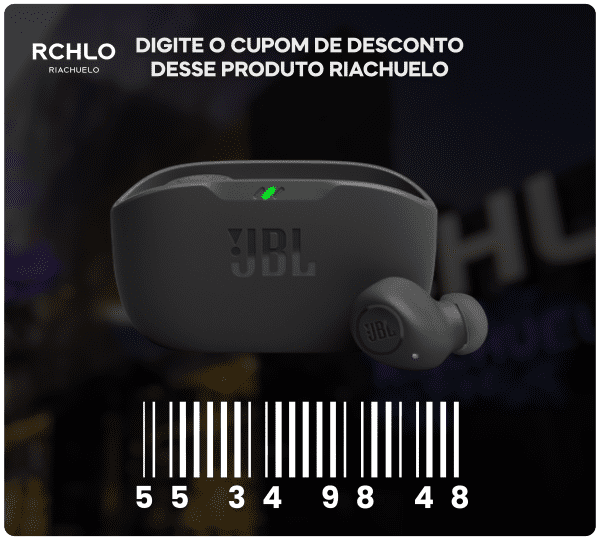 RCHLO
RIACHUELO
DIGITE O CUPOM DE DESCONTO
DESSE PRODUTO RIACHUELO
JBL
JBL
55 34 98 48